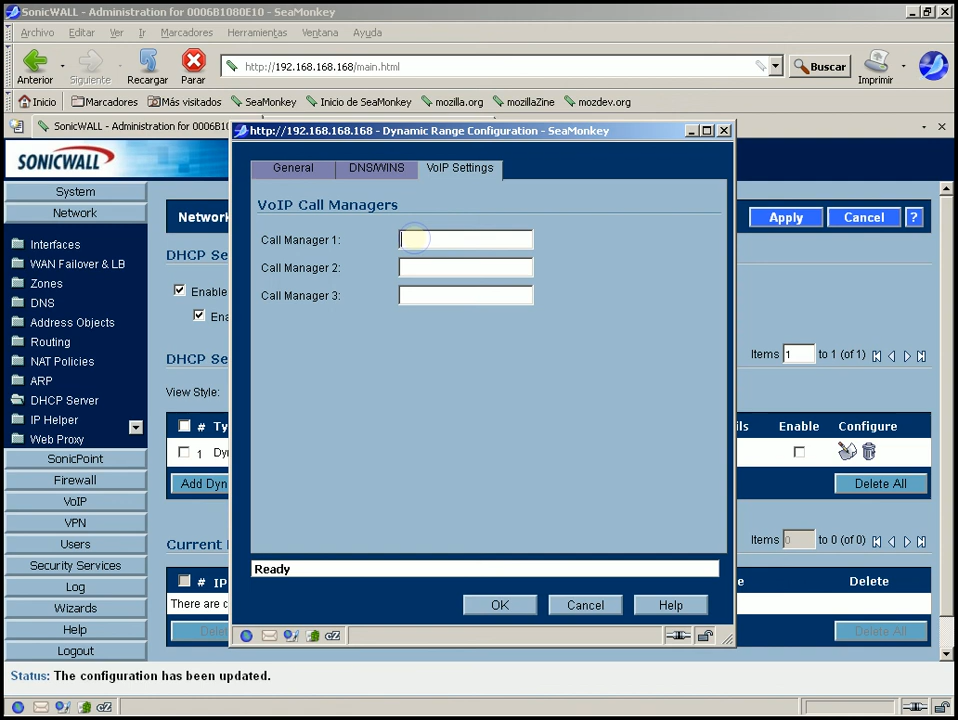 SonicWALL - Administration for 0006B1080E10 - SeaMonkey
Archivo Editar Ver Ir Marcadores Herramientas Ventana Ayuda
Anterior Siguiente Recargar Parar http://192.168.168.168/main.html Buscar Imprimir
Inicio Marcadores Más visitados SeaMonkey Inicio de SeaMonkey mozilla.org mozillaZine mozdev.org
SonicWALL - Administration for 0006B10
http://192.168.168.168 - Dynamic Range Configuration - SeaMonkey
SONICWALL
General DNS/WINS VoIP Settings
VoIP Call Managers
Call Manager 1:
Call Manager 2:
Call Manager 3:
Ready
OK Cancel Help
System
Network
Interfaces
WAN Failover & LB
Zones
DNS
Address Objects
Routing
NAT Policies
ARP
DHCP Server
IP Helper
Web Proxy
SonicPoint
Firewall
VoIP
VPN
Users
Security Services
Log
Wizards
Help
Logout
Network Apply Cancel ?
DHCP Se
Enable
Ena
DHCP Se Items 1 to 1 (of 1)
View Style:
# Ty ils Enable Configure
1 Dy
Add Dyn Delete All
Current Items 0 to 0 (of 0)
# IP e Delete
There are c
Dele Delete All
Status: The configuration has been updated.